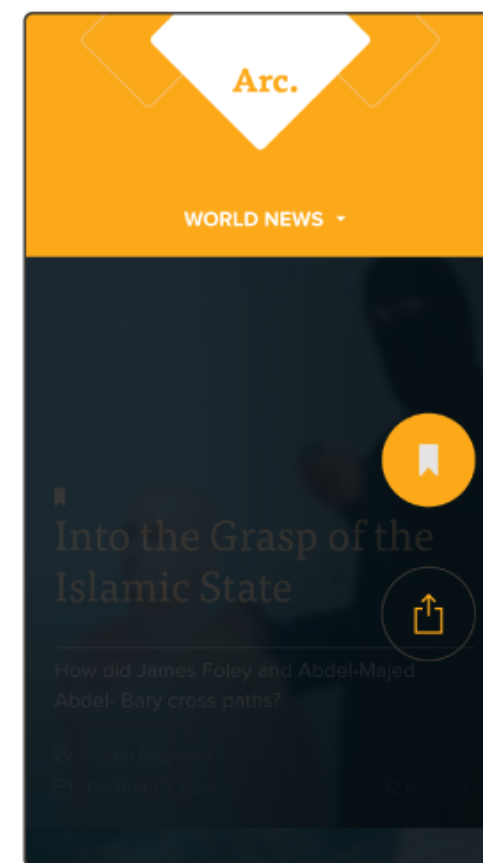 Arc.
WORLD NEWS
Into the Grasp of the
Islamic State
How did James Foley and Abdel-Majed
Abdel- Bary cross paths?